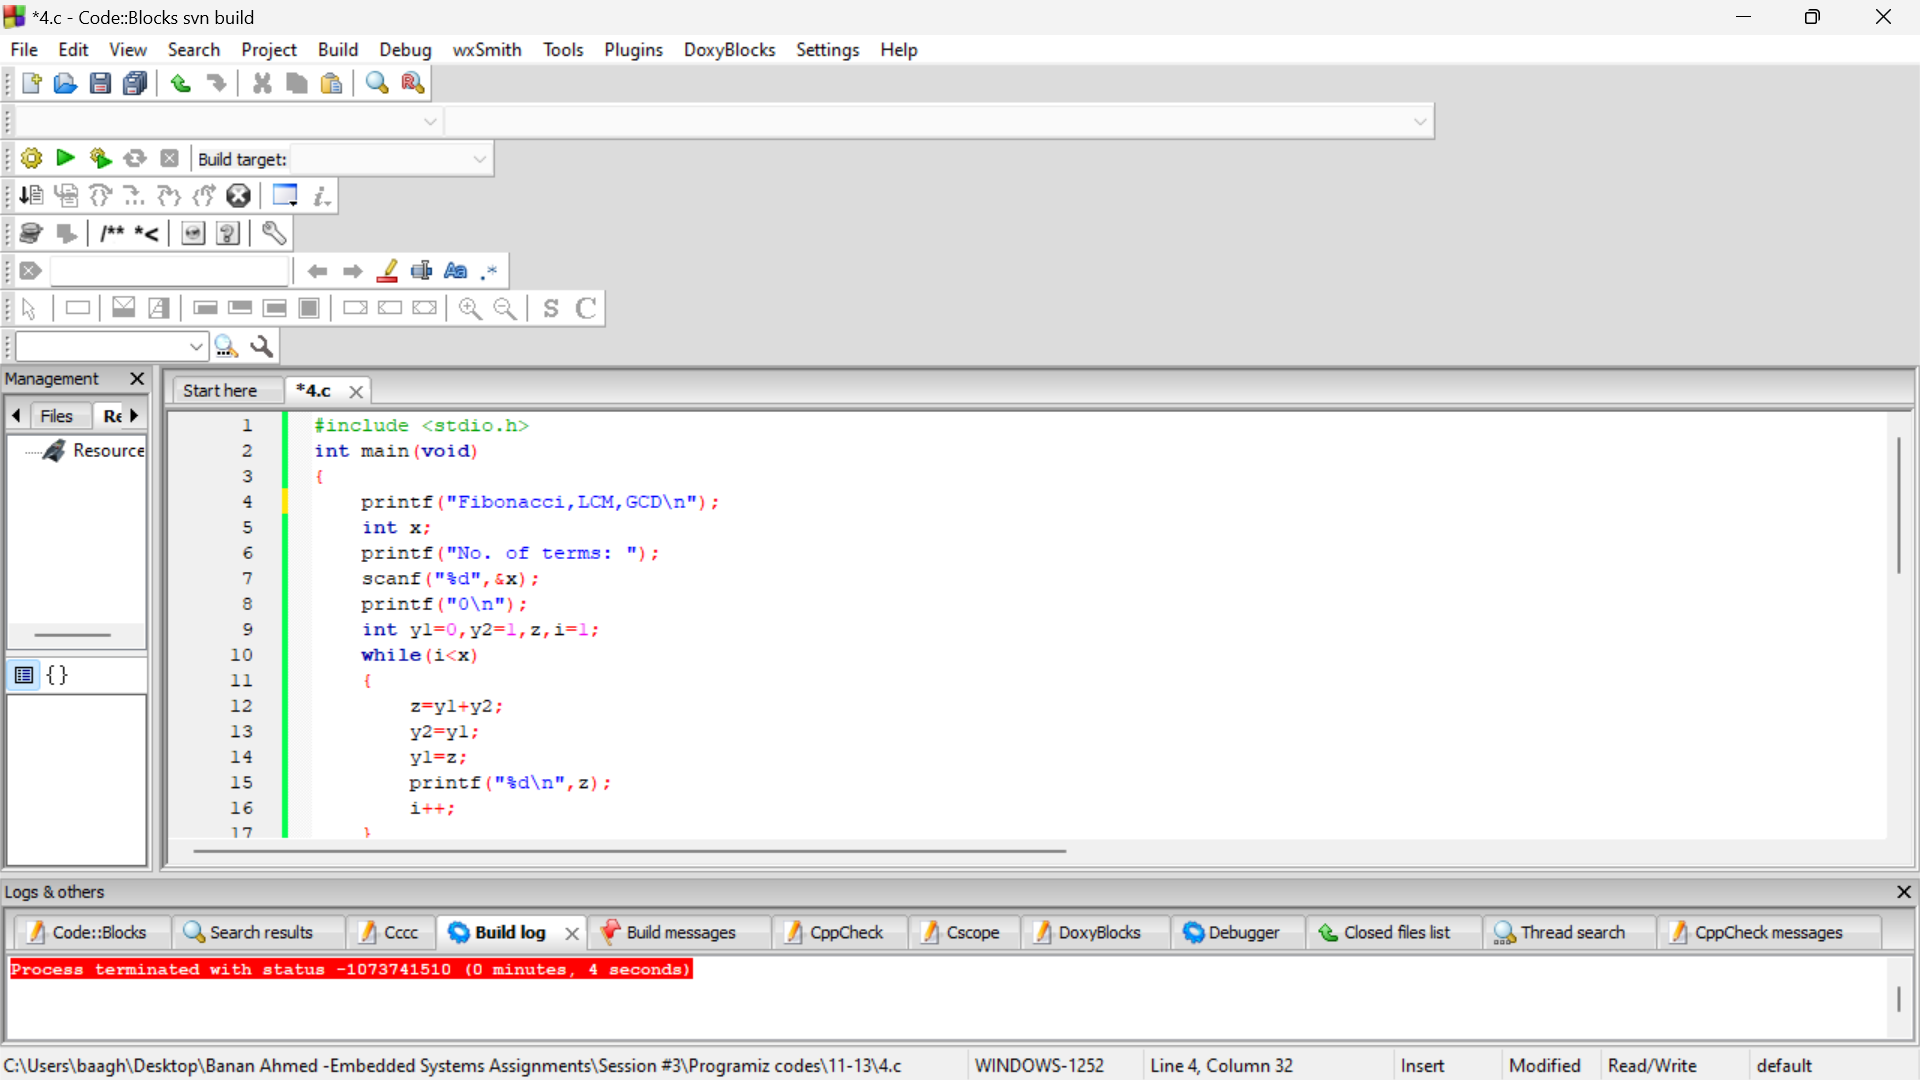 *4.c - Code::Blocks svn build
File Edit View Search Project Build Debug wxSmith Tools Plugins DoxyBlocks Settings Help
Build target:
/** *<
Aa .*
S C
Management
Start here *4.c
Files Re
Resource
{}
1 #include <stdio.h>
2 int main(void)
3 {
4 printf("Fibonacci,LCM,GCD\n");
5 int x;
6 printf("No. of terms: ");
7 scanf("%d",&x);
8 printf("0\n");
9 int y1=0,y2=1,z,i=1;
10 while(i<x)
11 {
12 z=y1+y2;
13 y2=y1;
14 y1=z;
15 printf("%d\n",z);
16 i++;
17 }
Logs & others
Code::Blocks Search results Cccc Build log Build messages CppCheck Cscope DoxyBlocks Debugger Closed files list Thread search CppCheck messages
Process terminated with status -1073741510 (0 minutes, 4 seconds)
C:\Users\baagh\Desktop\Banan Ahmed -Embedded Systems Assignments\Session #3\Programiz codes\11-13\4.c WINDOWS-1252 Line 4, Column 32 Insert Modified Read/Write default